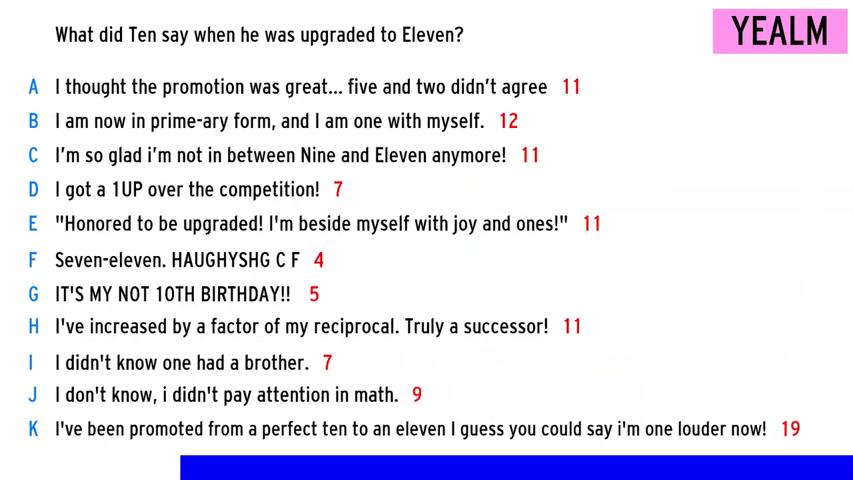 What did Ten say when he was upgraded to Eleven?
YEALM
A I thought the promotion was great... five and two didn't agree 11
B I am now in prime-ary form, and I am one with myself. 12
C I'm so glad i'm not in between Nine and Eleven anymore! 11
D I got a 1UP over the competition! 7
E "Honored to be upgraded! I'm beside myself with joy and ones!" 11
F Seven-eleven. HAUGHYSHG C F 4
G IT'S MY NOT 10TH BIRTHDAY!! 5
H I've increased by a factor of my reciprocal. Truly a successor! 11
I I didn't know one had a brother. 7
J I don't know, i didn't pay attention in math. 9
K I've been promoted from a perfect ten to an eleven I guess you could say i'm one louder now! 19